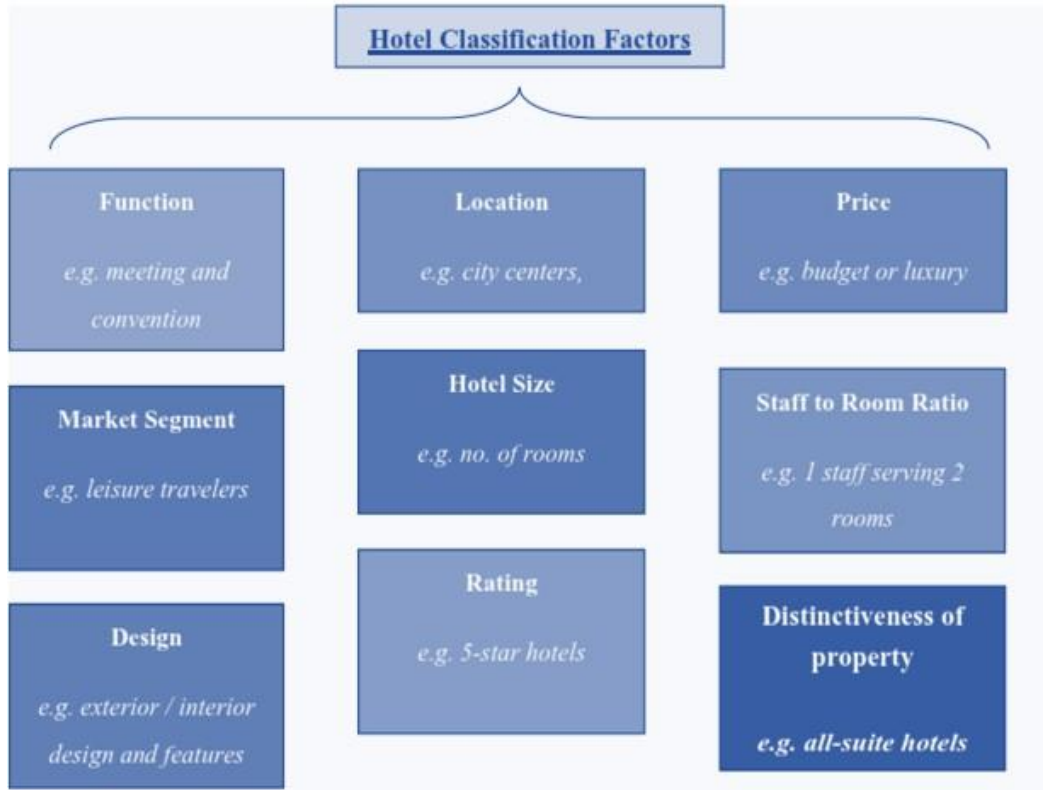 Hotel Classification Factors
Function
e.g. meeting and
convention
Location
e.g. city centers,
Price
e.g. budget or luxury
Market Segment
e.g. leisure travelers
Hotel Size
e.g. no. of rooms
Staff to Room Ratio
e.g. 1 staff serving 2
rooms
Design
e.g. exterior / interior
design and features
Rating
e.g. 5-star hotels
Distinctiveness of
property
e.g. all-suite hotels